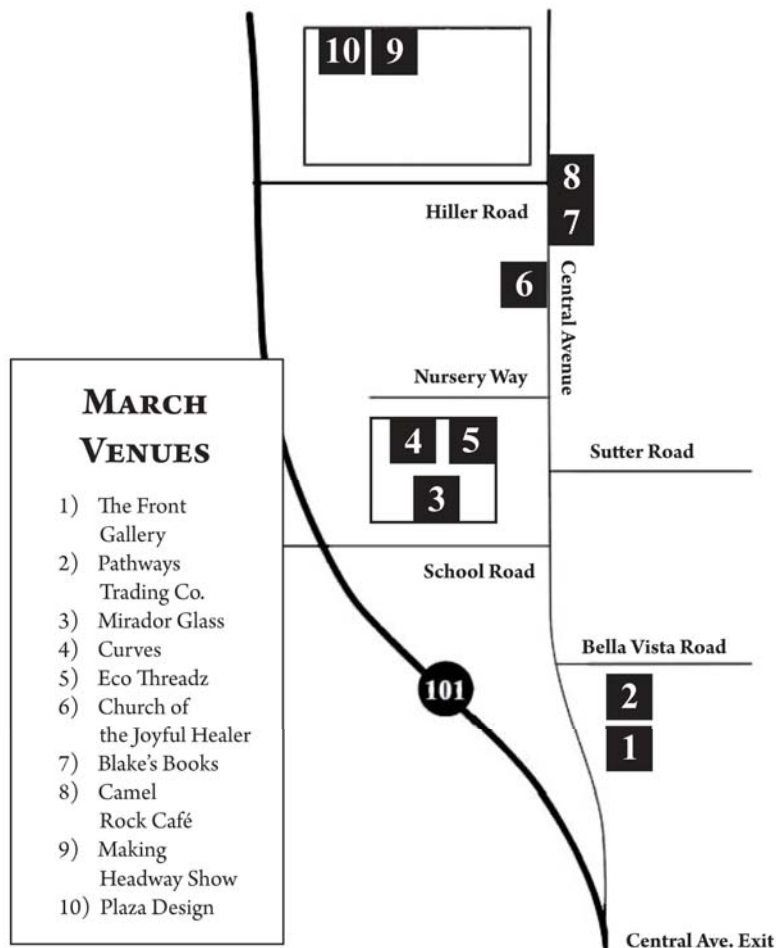 10 9
8
Hiller Road
7
6
Central Avenue
Nursery Way
4 5
Sutter Road
3
School Road
Bella Vista Road
101
2
1
Central Ave. Exit
March
Venues
1) The Front
Gallery
2) Pathways
Trading Co.
3) Mirador Glass
4) Curves
5) Eco Threadz
6) Church of
the Joyful Healer
7) Blake's Books
8) Camel
Rock Café
9) Making
Headway Show
10) Plaza Design